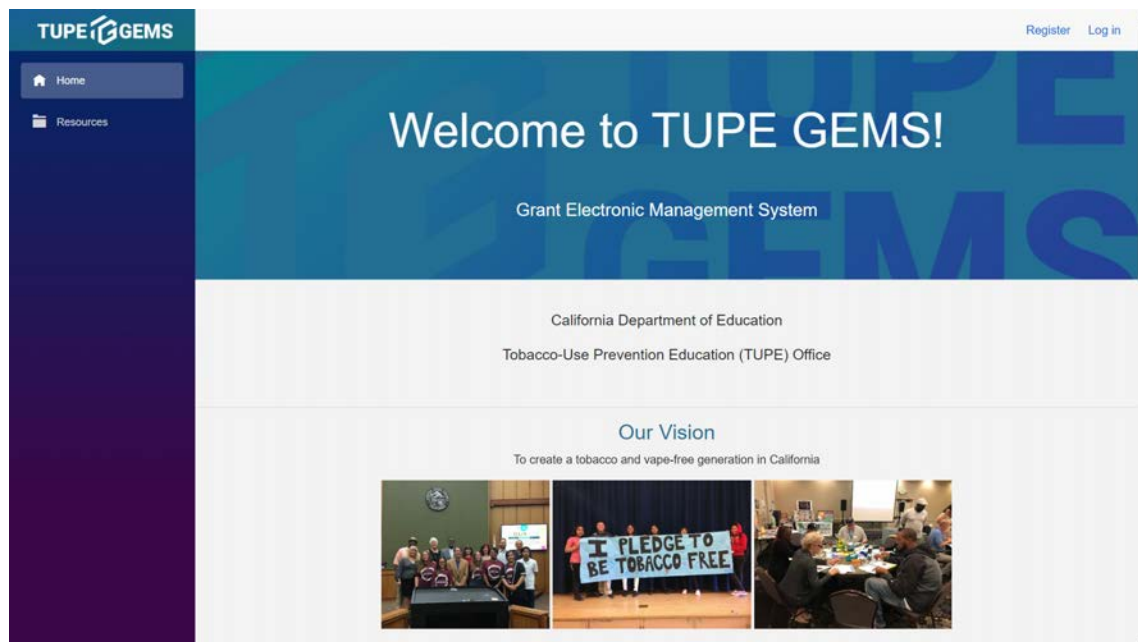 TUPE GEMS
Register Log in
Home
Resources
TUPE
GEMS
Welcome to TUPE GEMS!
Grant Electronic Management System
California Department of Education
Tobacco-Use Prevention Education (TUPE) Office
Our Vision
To create a tobacco and vape-free generation in California
I PLEDGE TO
BE TOBACCO FREE